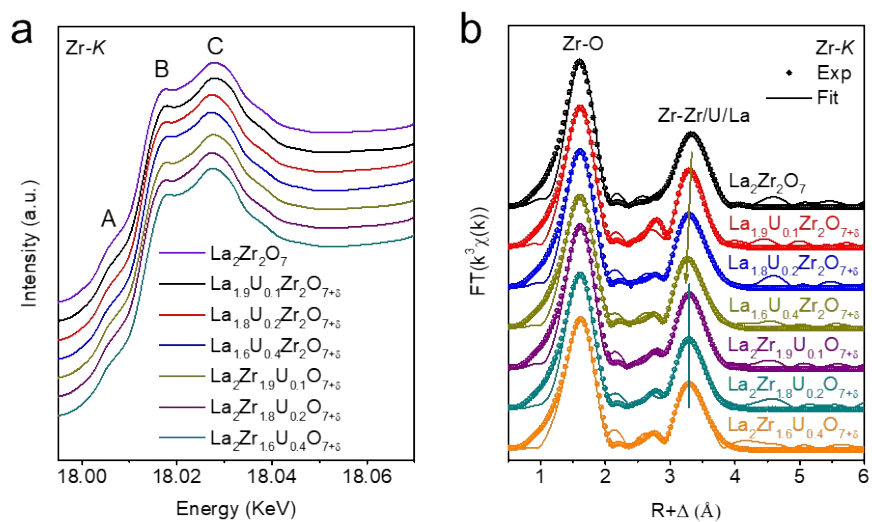 a
Zr-K
A
B
C
La₂Zr₂O₇
La₁.₉U₀.₁Zr₂O₇₊δ
La₁.₈U₀.₂Zr₂O₇₊δ
La₁.₆U₀.₄Zr₂O₇₊δ
La₂Zr₁.₉U₀.₁O₇₊δ
La₂Zr₁.₈U₀.₂O₇₊δ
La₂Zr₁.₆U₀.₄O₇₊δ
Intensity (a.u.)
18.00 18.02 18.04 18.06
Energy (KeV)
b
Zr-O
Zr-K
Exp
Fit
Zr-Zr/U/La
La₂Zr₂O₇
La₁.₉U₀.₁Zr₂O₇₊δ
La₁.₈U₀.₂Zr₂O₇₊δ
La₁.₆U₀.₄Zr₂O₇₊δ
La₂Zr₁.₉U₀.₁O₇₊δ
La₂Zr₁.₈U₀.₂O₇₊δ
La₂Zr₁.₆U₀.₄O₇₊δ
FT(k³χ(k))
1 2 3 4 5 6
R+Δ (Å)